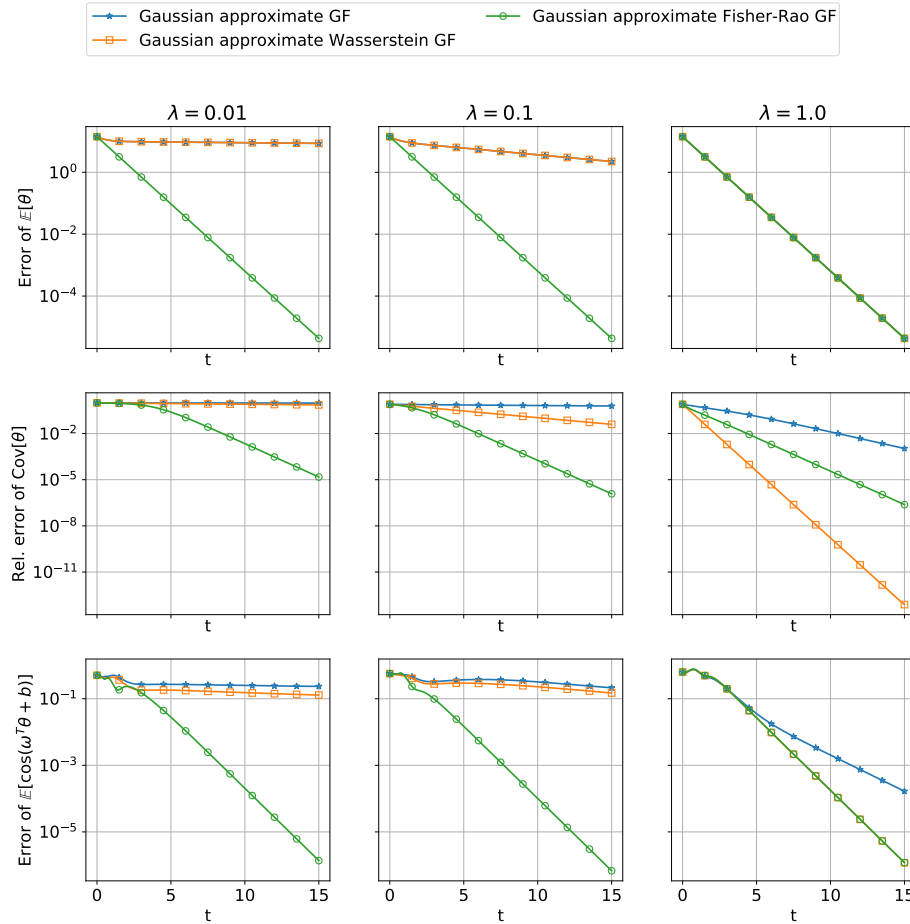 Gaussian approximate GF
Gaussian approximate Wasserstein GF
Gaussian approximate Fisher-Rao GF
λ = 0.01
λ = 0.1
λ = 1.0
Error of 𝔼[θ]
10⁰
10⁻²
10⁻⁴
t
t
t
Rel. error of Cov[θ]
10⁻²
10⁻⁵
10⁻⁸
10⁻¹¹
t
t
t
Error of 𝔼[cos(ωᵀθ + b)]
10⁻¹
10⁻³
10⁻⁵
0 5 10 15
0 5 10 15
0 5 10 15
t
t
t